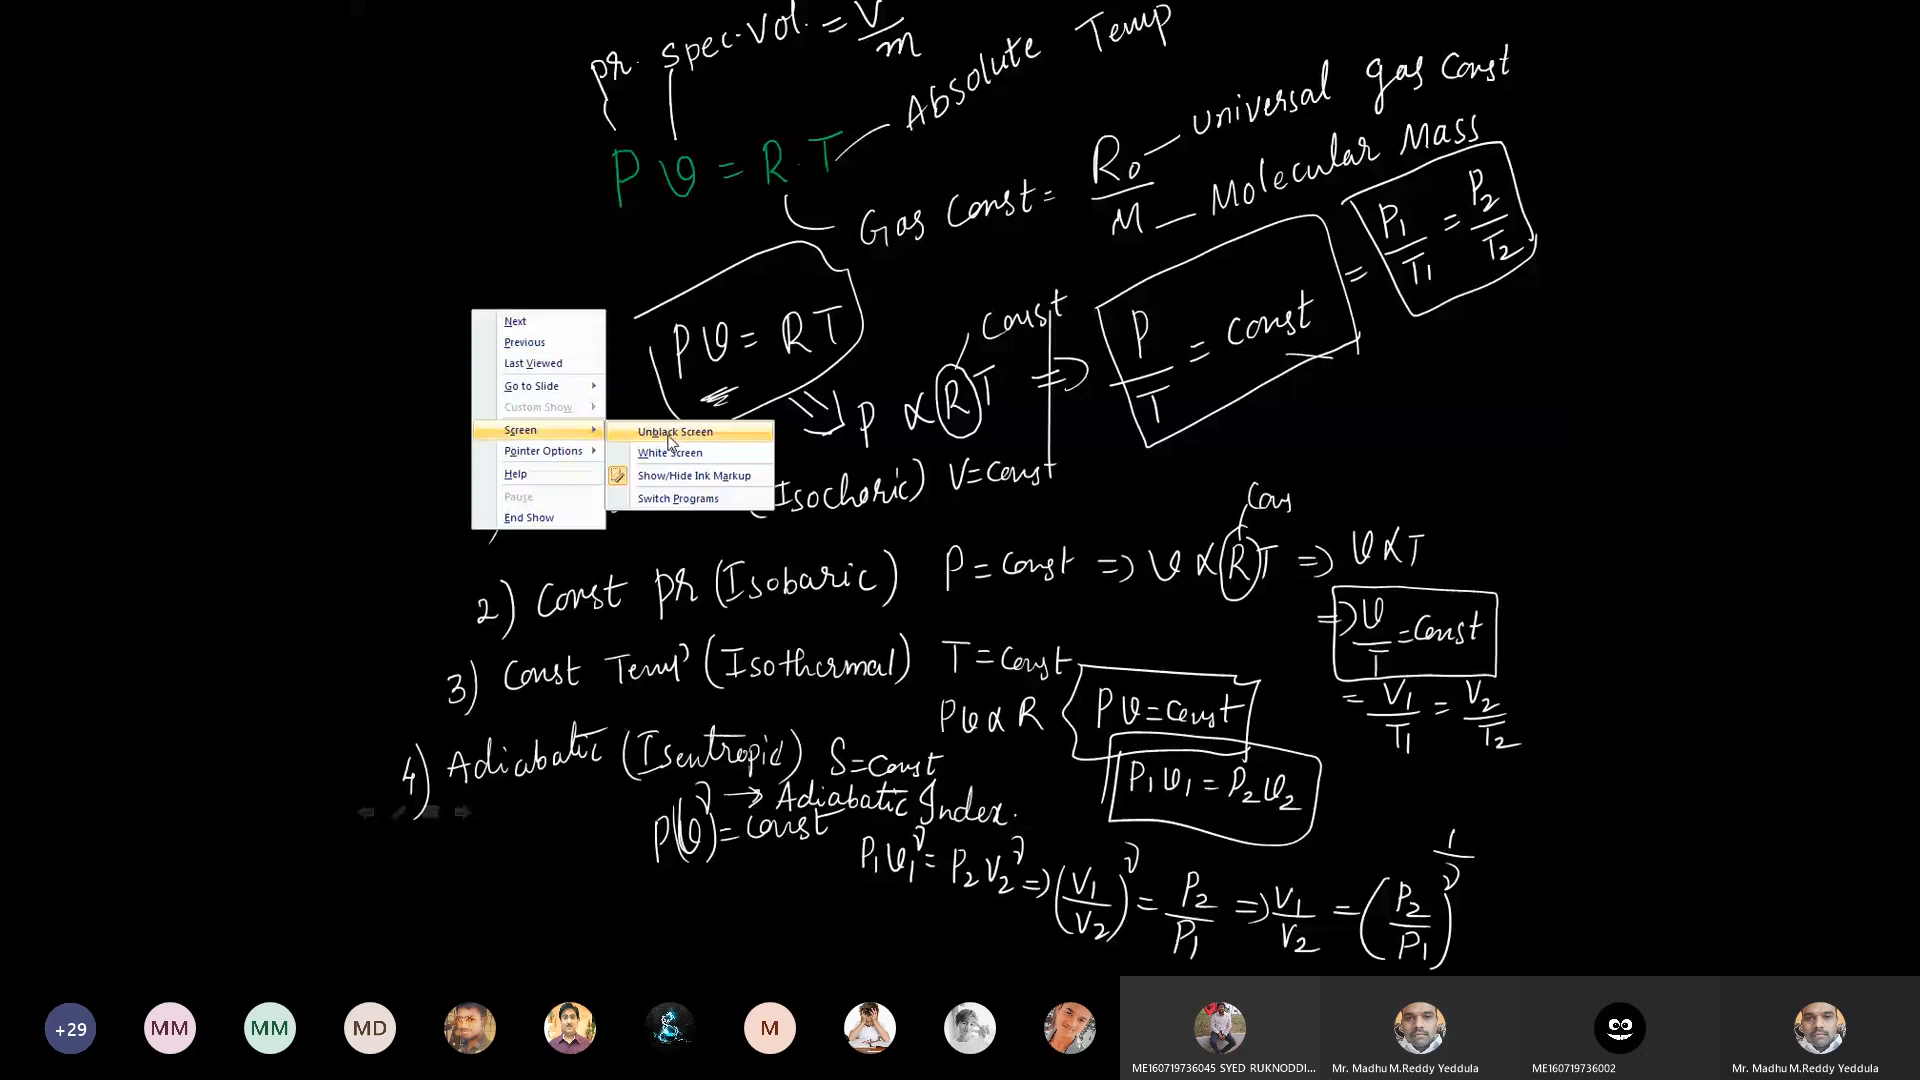 pr. Spec. Vol. = V/m
Absolute Temp
P v = R. T
Gas Const = R₀/M
Universal gas Const
Molecular Mass
Pv = RT
P ∝ R T => P/T = const = P₁/T₁ = P₂/T₂
Const
(Isochoric) V=Const
2) Const pr (Isobaric) P = Const => v ∝ R T => v ∝ T
Cons
=> v/T = Const
= V₁/T₁ = V₂/T₂
3) Const Temp (Isothermal) T = Const
Pv ∝ R
Pv = Const
P₁v₁ = P₂v₂
4) Adiabatic (Isentropic) S = Const
P(v)^γ = Const
→ Adiabatic Index.
P₁v₁^γ = P₂V₂^γ => (V₁/V₂)^γ = P₂/P₁ => V₁/V₂ = (P₂/P₁)^1/γ
Next
Previous
Last Viewed
Go to Slide
Custom Show
Screen
Pointer Options
Help
Pause
End Show
Unblack Screen
White Screen
Show/Hide Ink Markup
Switch Programs
+29
MM
MM
MD
M
ME160719736045 SYED RUKNODDI...
Mr. Madhu M.Reddy Yeddula
ME160719736002
Mr. Madhu M.Reddy Yeddula